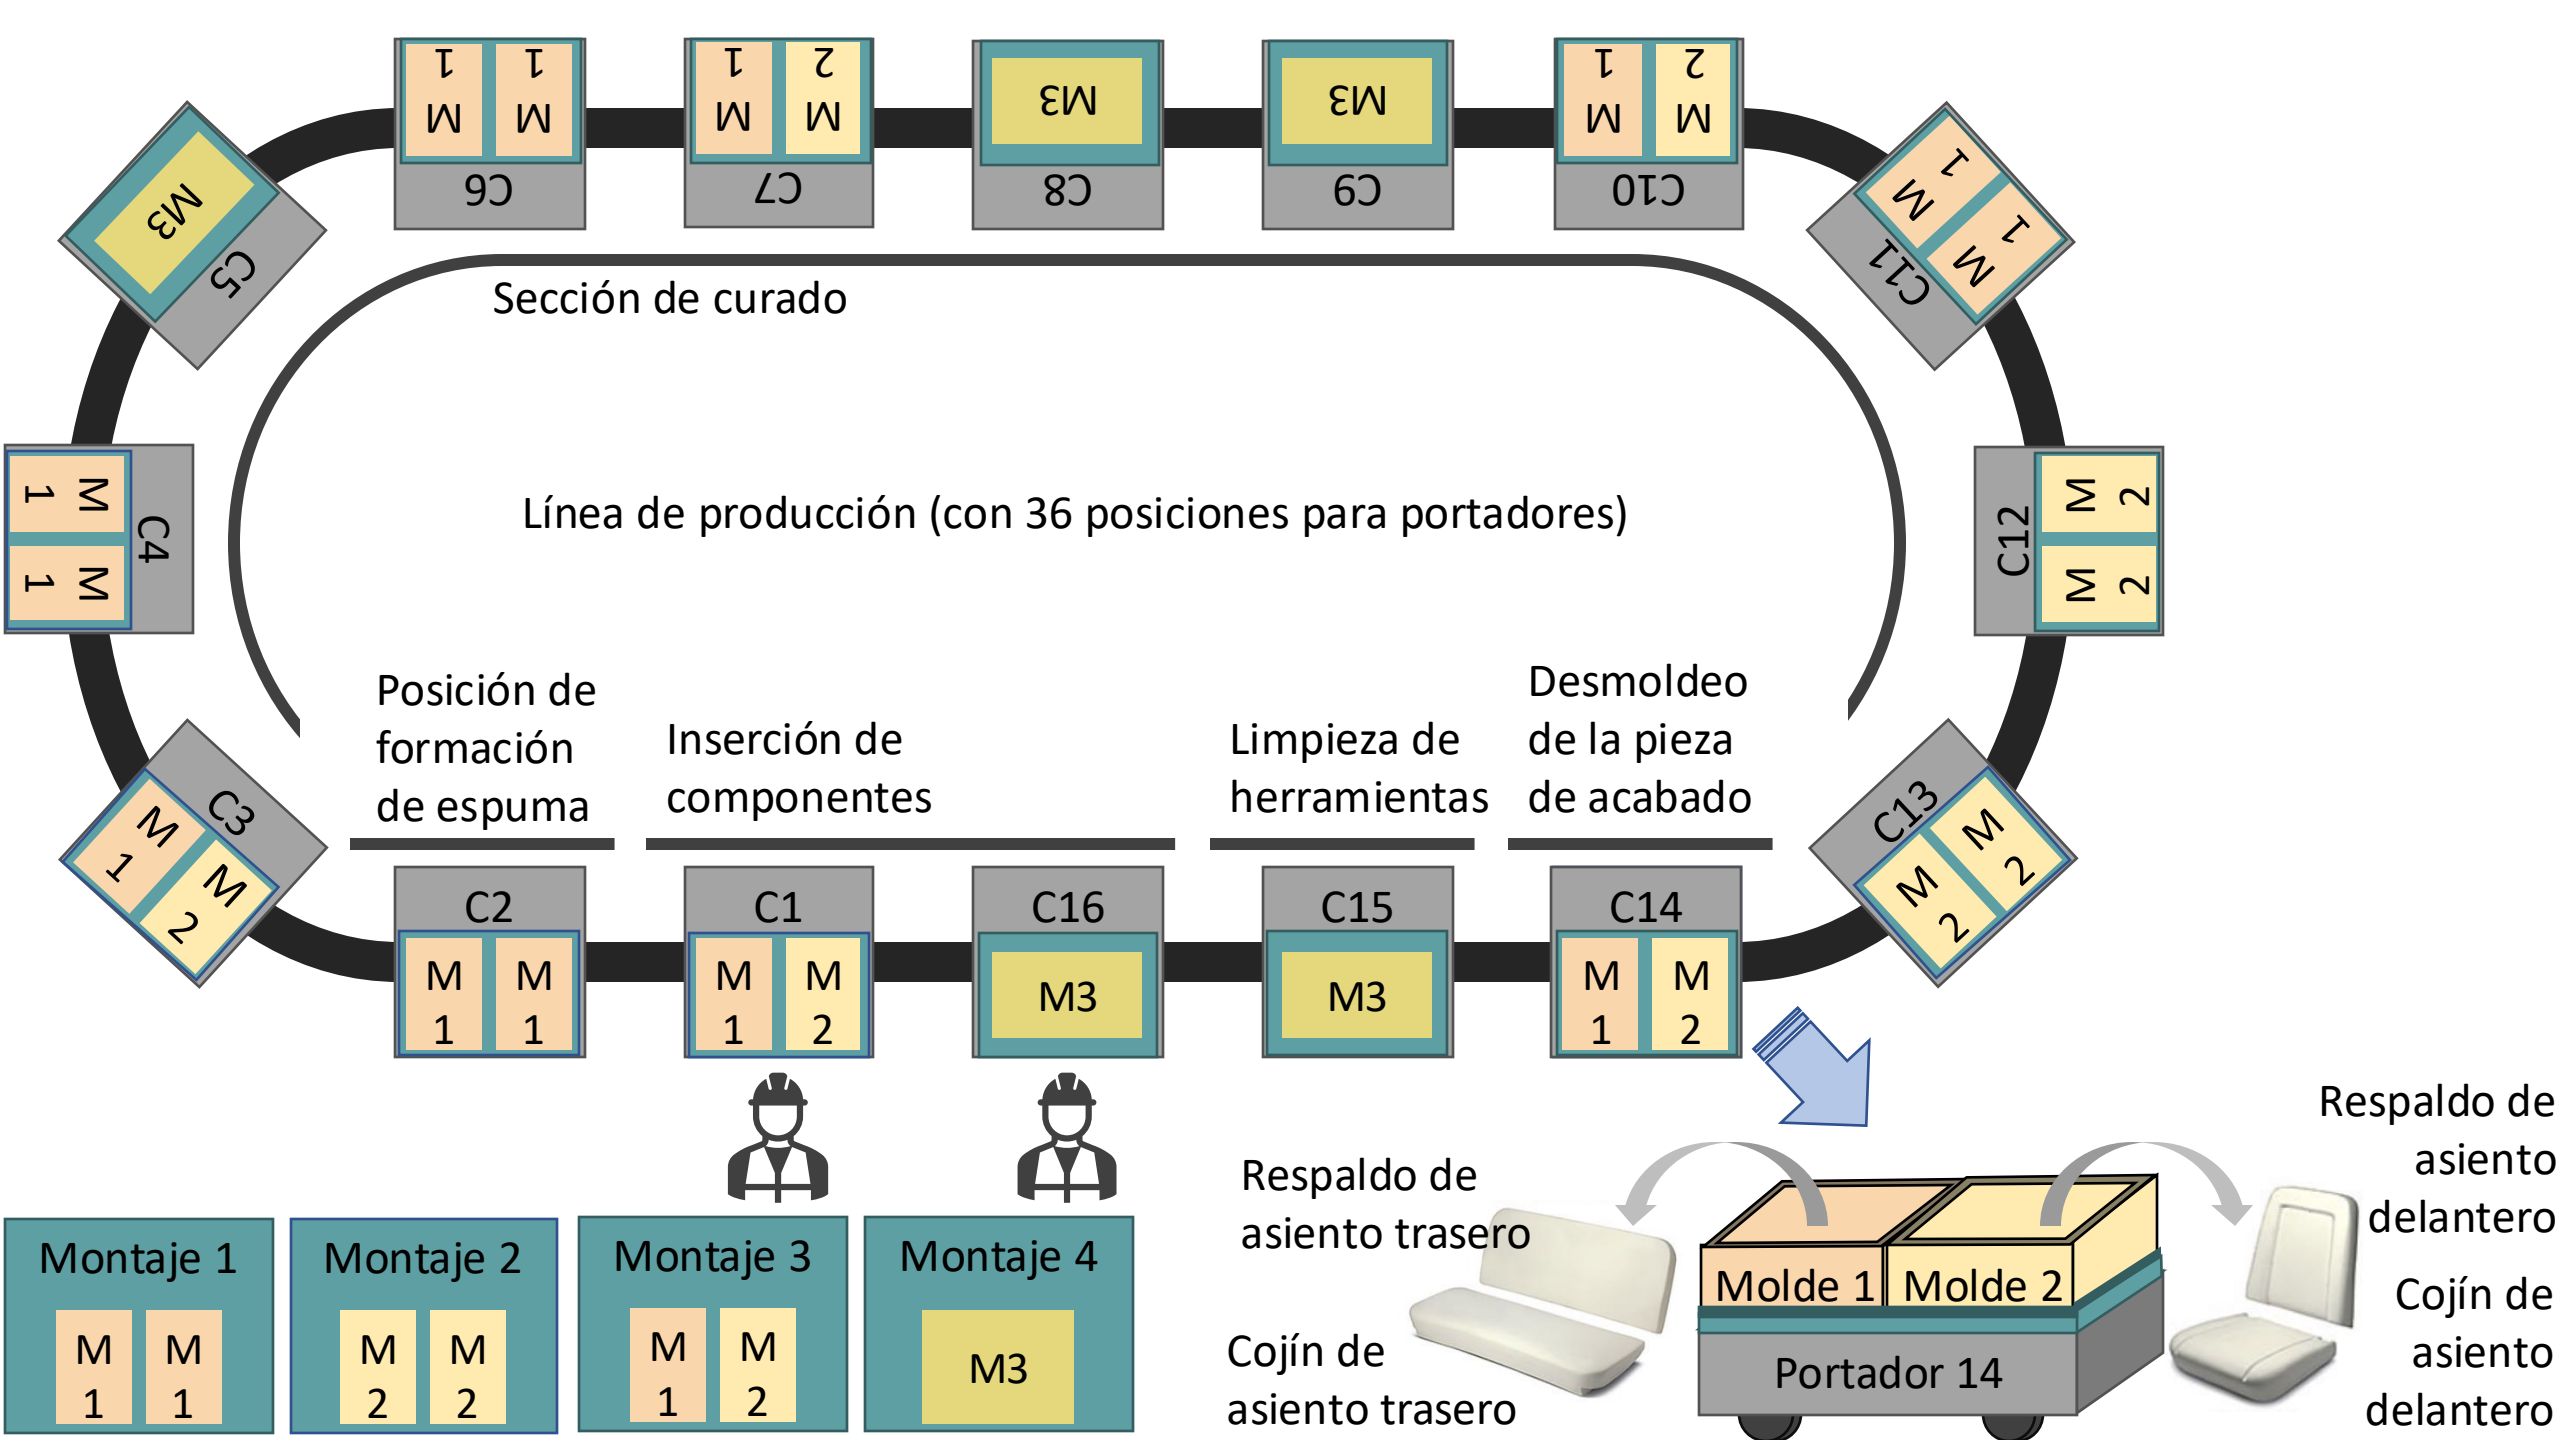 M M
1 1
C6
M M
1 2
C7
M3
C8
M3
C9
M M
1 2
C10
M3
C5
M M
1 1
C11
Sección de curado
M
1
M
1
C4
Línea de producción (con 36 posiciones para portadores)
C12
M
2
M
2
Posición de
formación
de espuma
Inserción de
componentes
Limpieza de
herramientas
Desmoldeo
de la pieza
de acabado
C3
M M
1 2
C13
M M
2 2
C2
M M
1 1
C1
M M
1 2
C16
M3
C15
M3
C14
M M
1 2
Montaje 1
M M
1 1
Montaje 2
M M
2 2
Montaje 3
M M
1 2
Montaje 4
M3
Respaldo de
asiento trasero
Cojín de
asiento trasero
Molde 1
Molde 2
Portador 14
Respaldo de
asiento
delantero
Cojín de
asiento
delantero